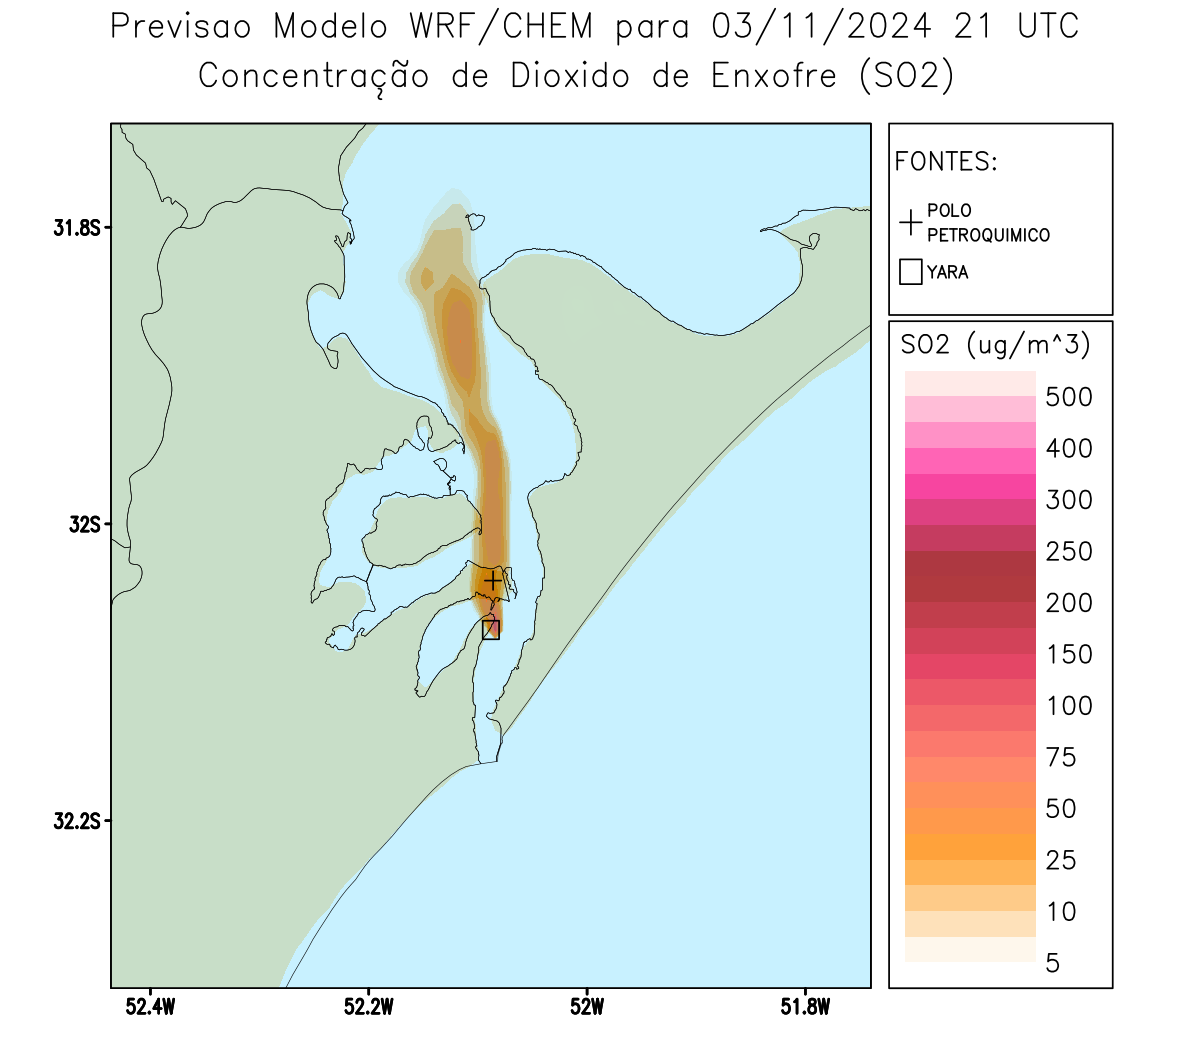 Previsao Modelo WRF/CHEM para 03/11/2024 21 UTC
Concentração de Dioxido de Enxofre (SO2)
FONTES:
POLO
PETROQUIMICO
YARA
SO2 (ug/m^3)
500
400
300
250
200
150
100
75
50
25
10
5
31.8S
32S
32.2S
52.4W
52.2W
52W
51.8W